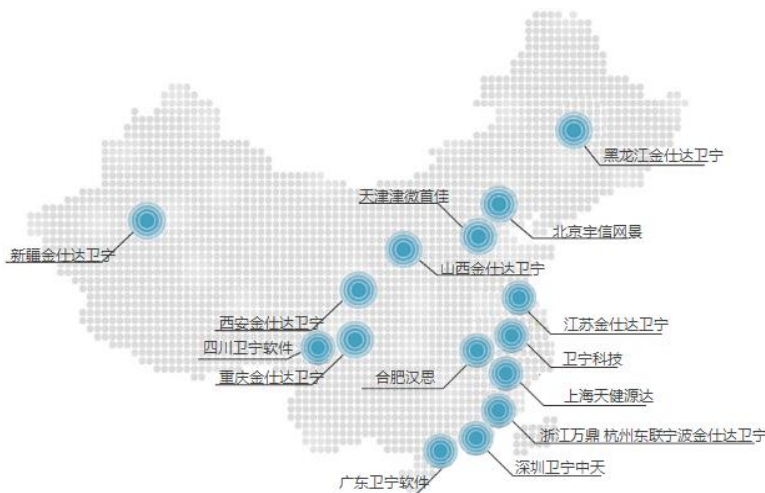 黑龙江金仕达卫宁
天津津微首佳
北京宇信网景
新疆金仕达卫宁
山西金仕达卫宁
西安金仕达卫宁
江苏金仕达卫宁
四川卫宁软件
卫宁科技
重庆金仕达卫宁
合肥汉思
上海天健源达
浙江万鼎 杭州东联宁波金仕达卫宁
深圳卫宁中天
广东卫宁软件